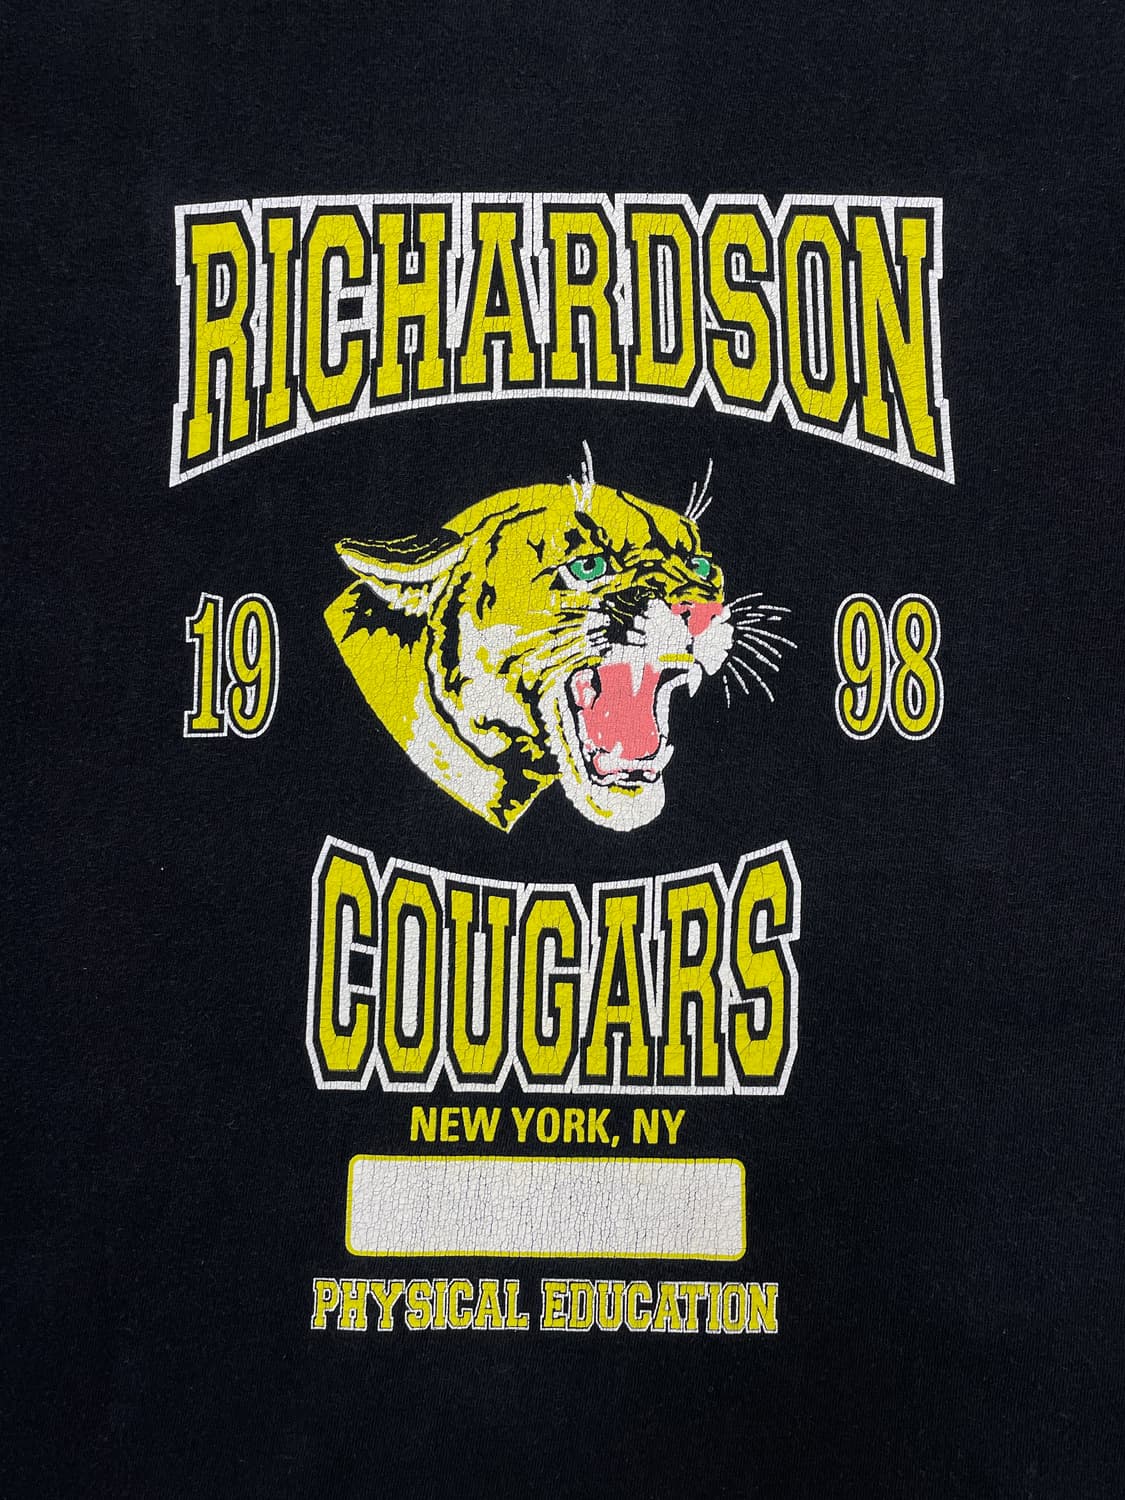 RICHARDSON
19 98
COUGARS
NEW YORK, NY
PHYSICAL EDUCATION